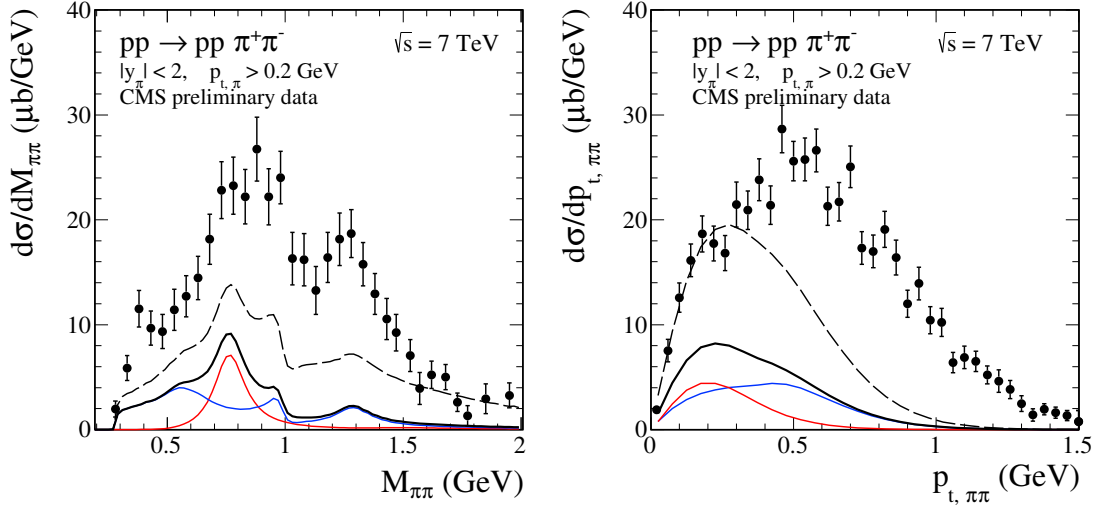 dσ/dM_ππ (μb/GeV)
40
30
20
10
0
pp → pp π⁺π⁻
√s = 7 TeV
|y_π| < 2, p_t, π > 0.2 GeV
CMS preliminary data
0.5
1
1.5
2
M_ππ (GeV)
dσ/dp_t, ππ (μb/GeV)
40
30
20
10
0
pp → pp π⁺π⁻
√s = 7 TeV
|y_π| < 2, p_t, π > 0.2 GeV
CMS preliminary data
0
0.5
1
1.5
p_t, ππ (GeV)